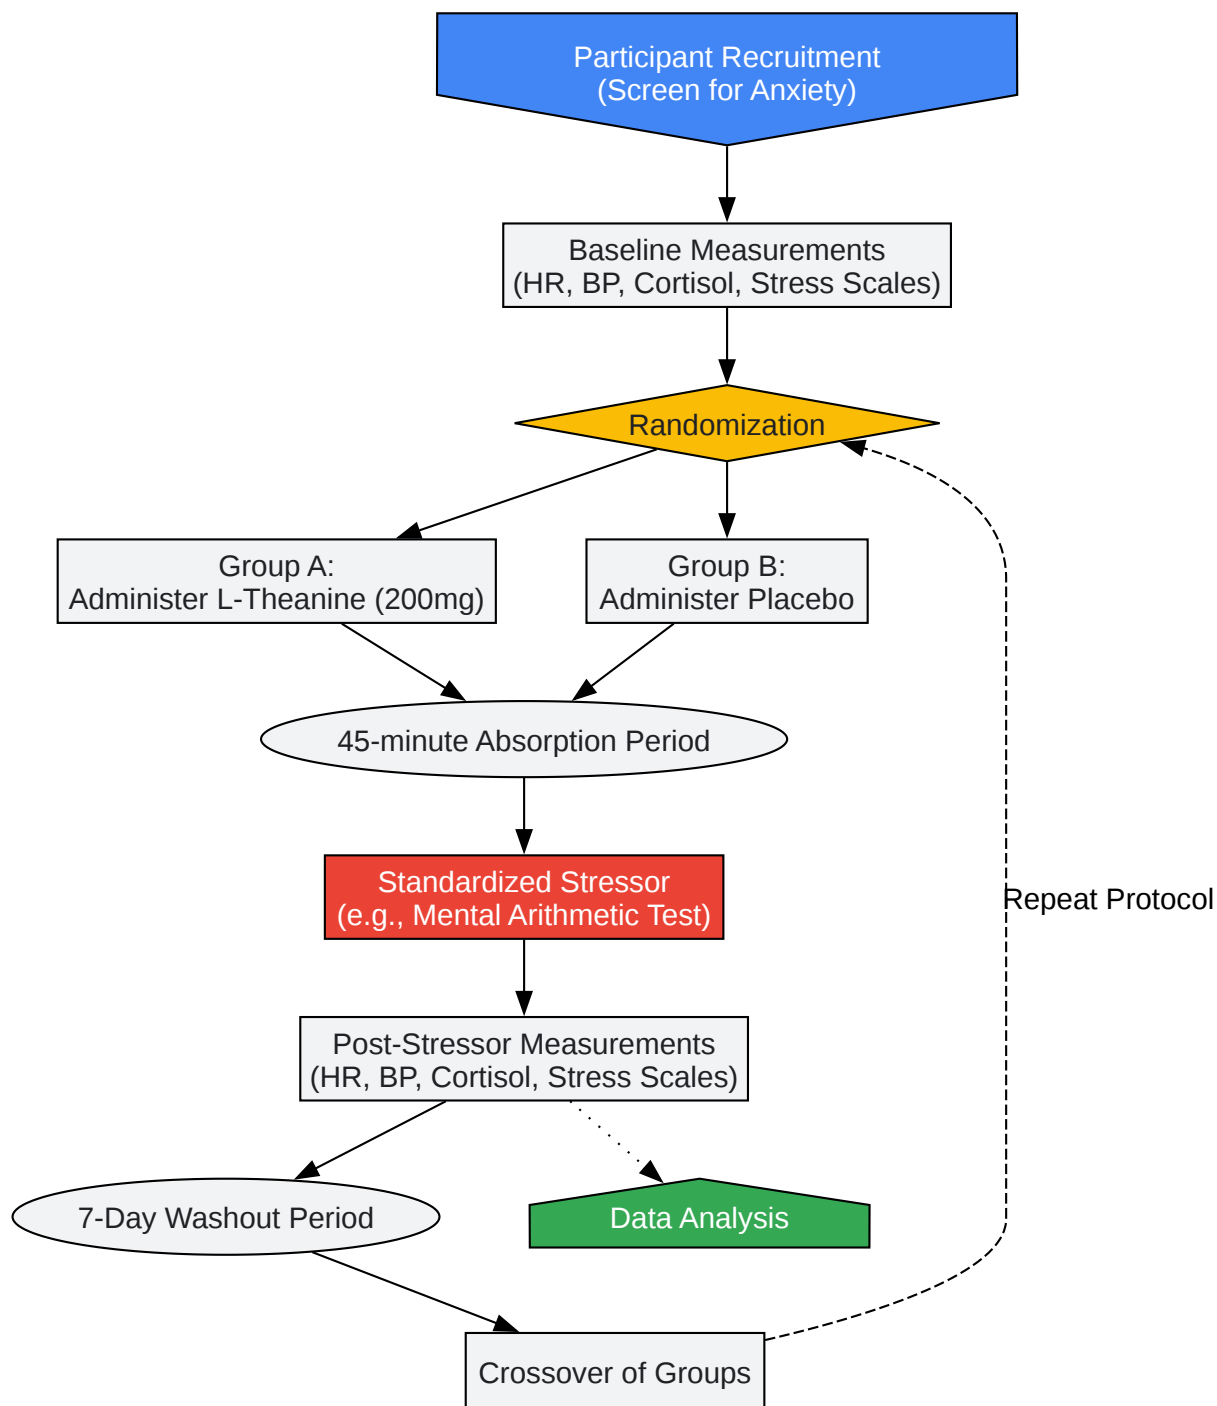 Participant Recruitment
(Screen for Anxiety)
Baseline Measurements
(HR, BP, Cortisol, Stress Scales)
Randomization
Group A:
Administer L-Theanine (200mg)
Group B:
Administer Placebo
45-minute Absorption Period
Standardized Stressor
(e.g., Mental Arithmetic Test)
Repeat Protocol
Post-Stressor Measurements
(HR, BP, Cortisol, Stress Scales)
7-Day Washout Period
Data Analysis
Crossover of Groups